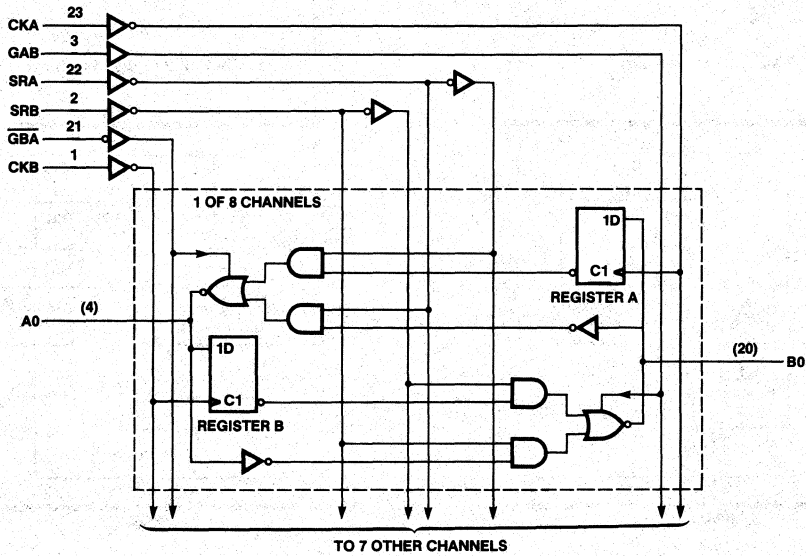 CKA 23
GAB 3
SRA 22
SRB 2
GBA 21
CKB 1
1 OF 8 CHANNELS
1D
C1
REGISTER A
A0 (4)
1D
C1
REGISTER B
(20) B0
TO 7 OTHER CHANNELS